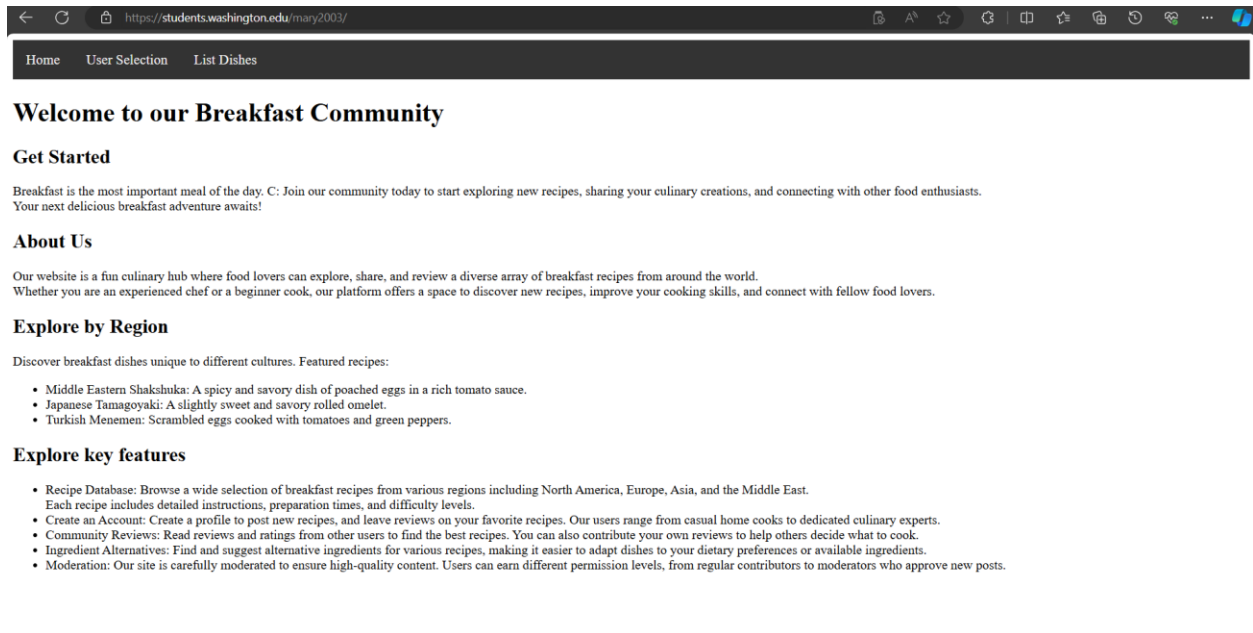 https://students.washington.edu/mary2003/
Home User Selection List Dishes
Welcome to our Breakfast Community
Get Started
Breakfast is the most important meal of the day. C: Join our community today to start exploring new recipes, sharing your culinary creations, and connecting with other food enthusiasts.
Your next delicious breakfast adventure awaits!
About Us
Our website is a fun culinary hub where food lovers can explore, share, and review a diverse array of breakfast recipes from around the world.
Whether you are an experienced chef or a beginner cook, our platform offers a space to discover new recipes, improve your cooking skills, and connect with fellow food lovers.
Explore by Region
Discover breakfast dishes unique to different cultures. Featured recipes:
• Middle Eastern Shakshuka: A spicy and savory dish of poached eggs in a rich tomato sauce.
• Japanese Tamagoyaki: A slightly sweet and savory rolled omelet.
• Turkish Menemen: Scrambled eggs cooked with tomatoes and green peppers.
Explore key features
• Recipe Database: Browse a wide selection of breakfast recipes from various regions including North America, Europe, Asia, and the Middle East.
Each recipe includes detailed instructions, preparation times, and difficulty levels.
• Create an Account: Create a profile to post new recipes, and leave reviews on your favorite recipes. Our users range from casual home cooks to dedicated culinary experts.
• Community Reviews: Read reviews and ratings from other users to find the best recipes. You can also contribute your own reviews to help others decide what to cook.
• Ingredient Alternatives: Find and suggest alternative ingredients for various recipes, making it easier to adapt dishes to your dietary preferences or available ingredients.
• Moderation: Our site is carefully moderated to ensure high-quality content. Users can earn different permission levels, from regular contributors to moderators who approve new posts.